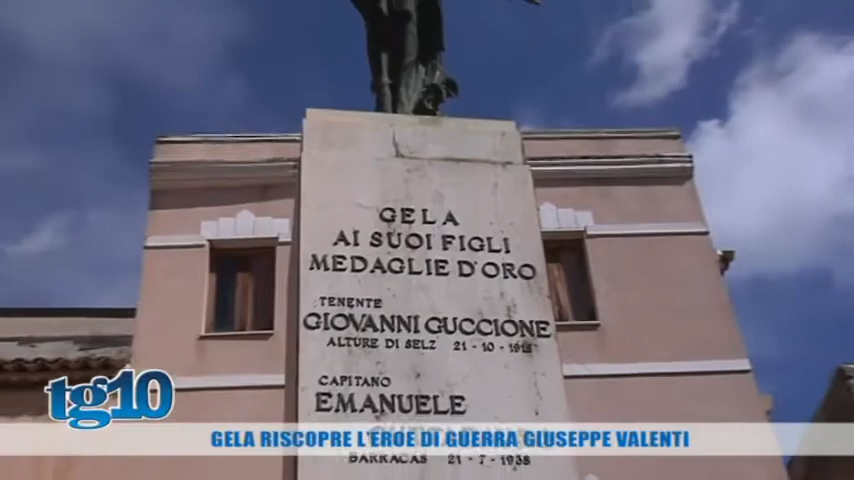 GELA
AI SUOI FIGLI
MEDAGLIE D'ORO
TENENTE
GIOVANNI GUCCIONE
ALTURE DI SELZ 21-10-1915
CAPITANO
EMANUELE
BARRACAS 21-7-1938
tg10
GELA RISCOPRE L'EROE DI GUERRA GIUSEPPE VALENTI